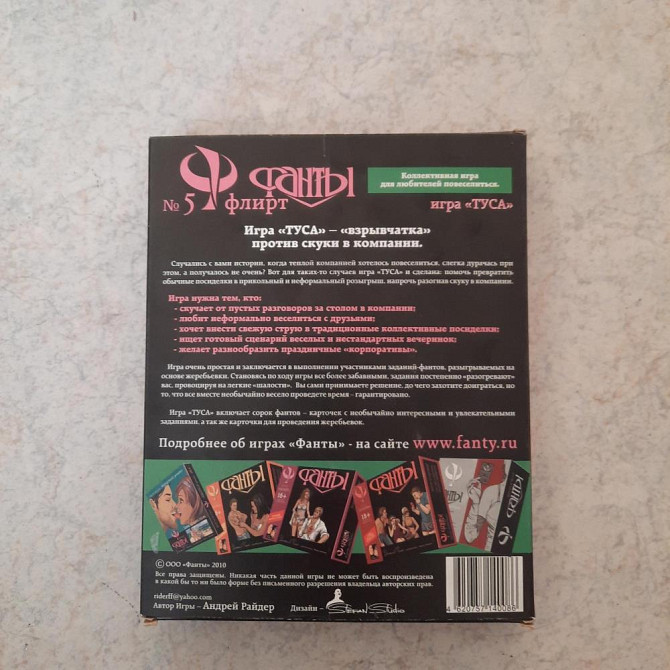 № 5 флирт
фанты
Коллективная игра
для любителей повеселиться.
игра «ТУСА»
Игра «ТУСА» – «взрывчатка»
против скуки в компании.
Случались с вами истории, когда теплой компанией хотелось повеселиться, слегка дурачась при
этом, а получалось не очень? Вот для таких-то случаев игра «ТУСА» и сделана: помочь превратить
обычные посиделки в прикольный и неформальный розыгрыш, напрочь разогнав скуку в компании.
Игра нужна тем, кто:
- скучает от пустых разговоров за столом в компании;
- любит неформально веселиться с друзьями;
- хочет внести свежую струю в традиционные коллективные посиделки;
- ищет готовый сценарий веселых и нестандартных вечеринок;
- желает разнообразить праздничные «корпоративы».
Игра очень простая и заключается в выполнении участниками заданий-фантов, разыгрываемых на
основе жеребьевки. Становясь по ходу игры все более забавными, задания постепенно «разогревают»
вас, провоцируя на легкие «шалости». Вы сами принимаете решение, до чего захотите доиграться, но
то, что все вместе необычайно весело проведете время - гарантировано.
Игра «ТУСА» включает сорок фантов – карточек с необычайно интересными и увлекательными
заданиями, а так же карточки для проведения жеребьевок.
Подробнее об играх «Фанты» - на сайте www.fanty.ru
фанты
фанты
18+
фанты
18+
фанты
© ООО «Фанты» 2010
Все права защищены. Никакая часть данной игры не может быть воспроизведена
в какой бы то ни было форме без письменного разрешения владельца авторских прав.
riderff@yahoo.com
Автор Игры – Андрей Райдер
Дизайн – Stefan Studio